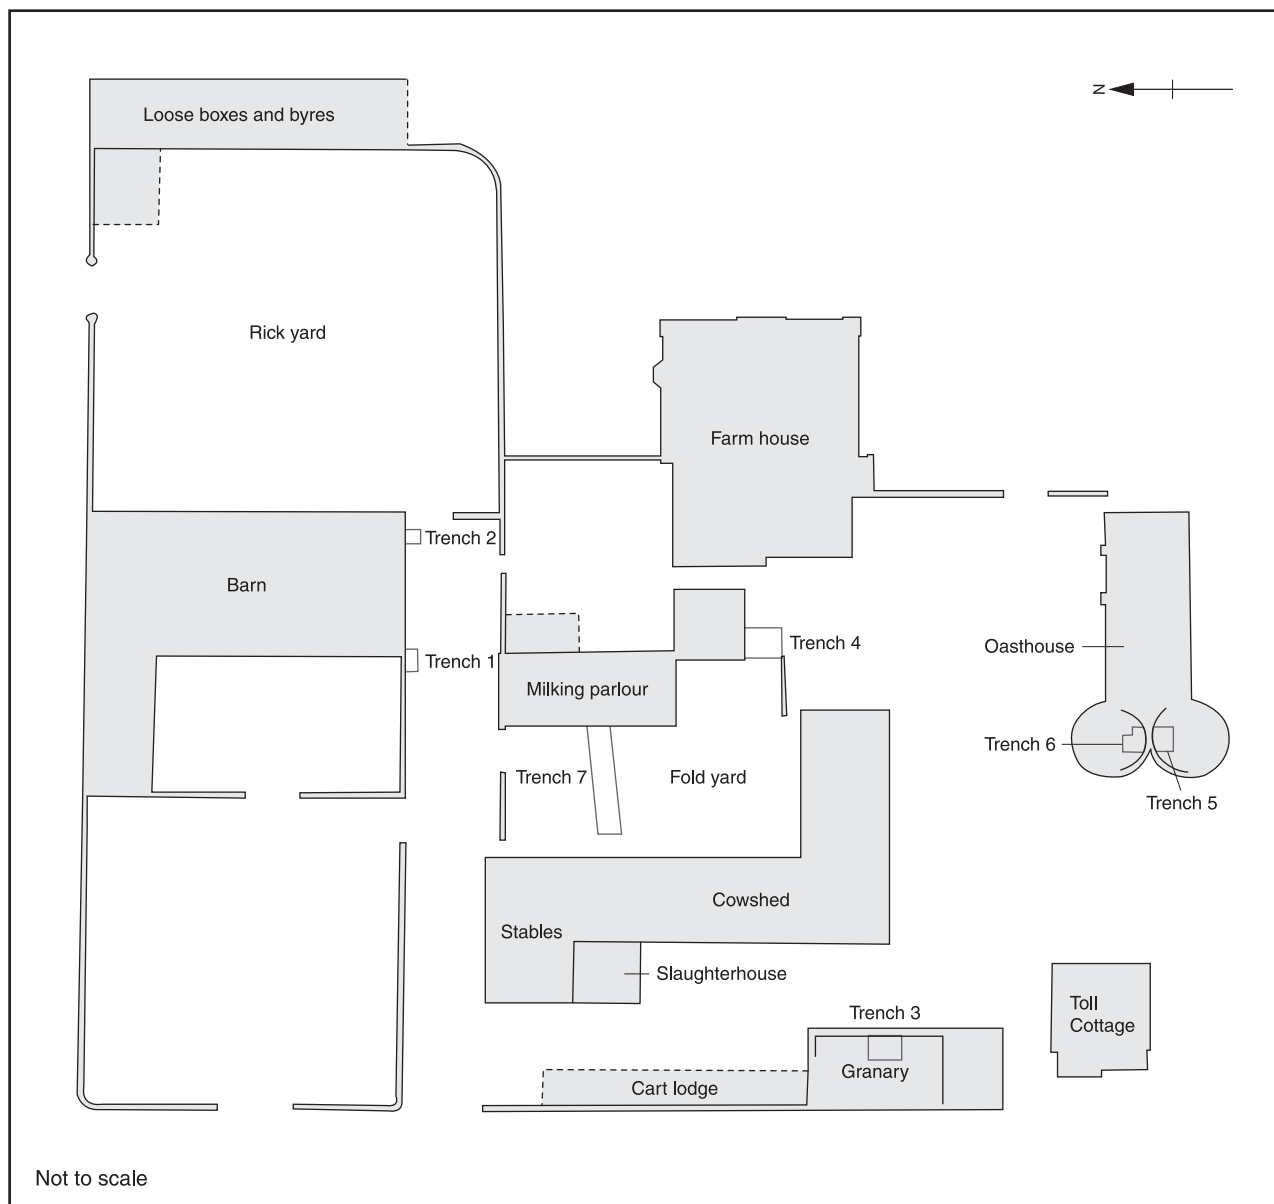 Loose boxes and byres
N
Rick yard
Farm house
Trench 2
Barn
Trench 4
Oasthouse
Trench 1
Milking parlour
Trench 6
Trench 7
Fold yard
Trench 5
Cowshed
Stables
Slaughterhouse
Trench 3
Toll
Cottage
Granary
Cart lodge
Not to scale